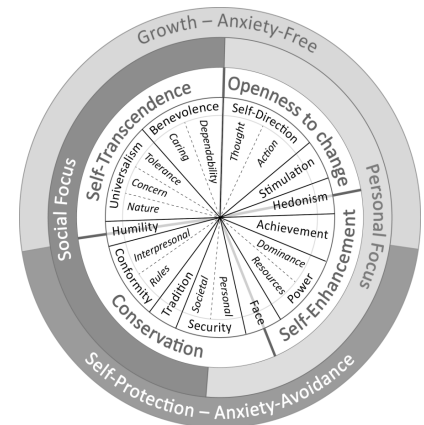 Growth – Anxiety-Free
Social Focus
Personal Focus
Self-Protection – Anxiety-Avoidance
Self-Transcendence
Openness to change
Self-Enhancement
Conservation
Benevolence
Dependability
Caring
Universalism
Tolerance
Concern
Nature
Humility
Conformity
Interpresonal
Rules
Tradition
Security
Societal
Personal
Face
Power
Resources
Dominance
Achievement
Hedonism
Stimulation
Self-Direction
Action
Thought